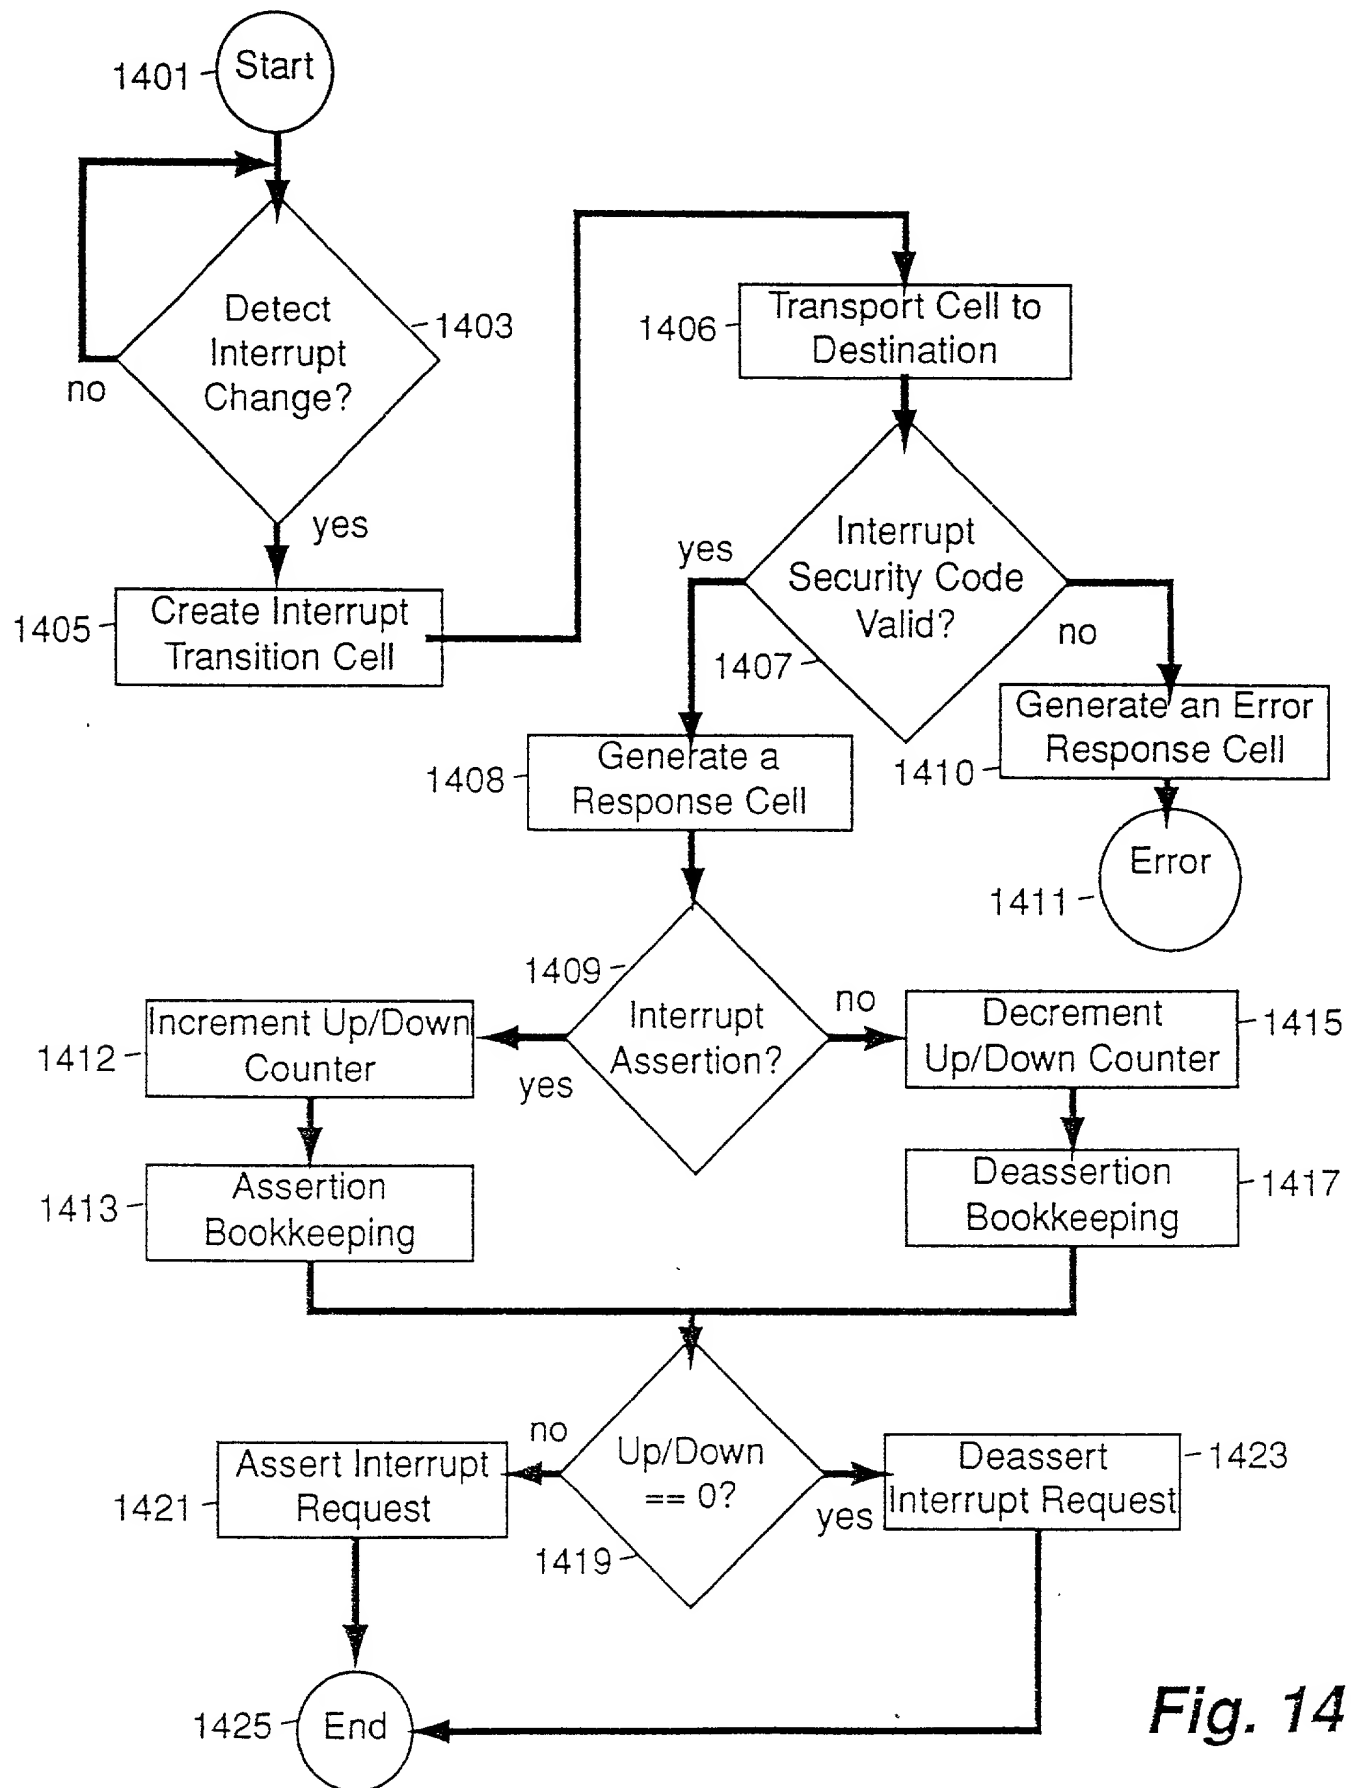 Start
1401
Detect
Interrupt
Change?
1403
no
yes
Create Interrupt
Transition Cell
1405
Transport Cell to
Destination
1406
Interrupt
Security Code
Valid?
1407
yes
no
Generate an Error
Response Cell
1410
Error
1411
Generate a
Response Cell
1408
Interrupt
Assertion?
1409
yes
no
Increment Up/Down
Counter
1412
Assertion
Bookkeeping
1413
Decrement
Up/Down Counter
1415
Deassertion
Bookkeeping
1417
Up/Down
== 0?
1419
no
yes
Assert Interrupt
Request
1421
Deassert
Interrupt Request
1423
End
1425
Fig. 14